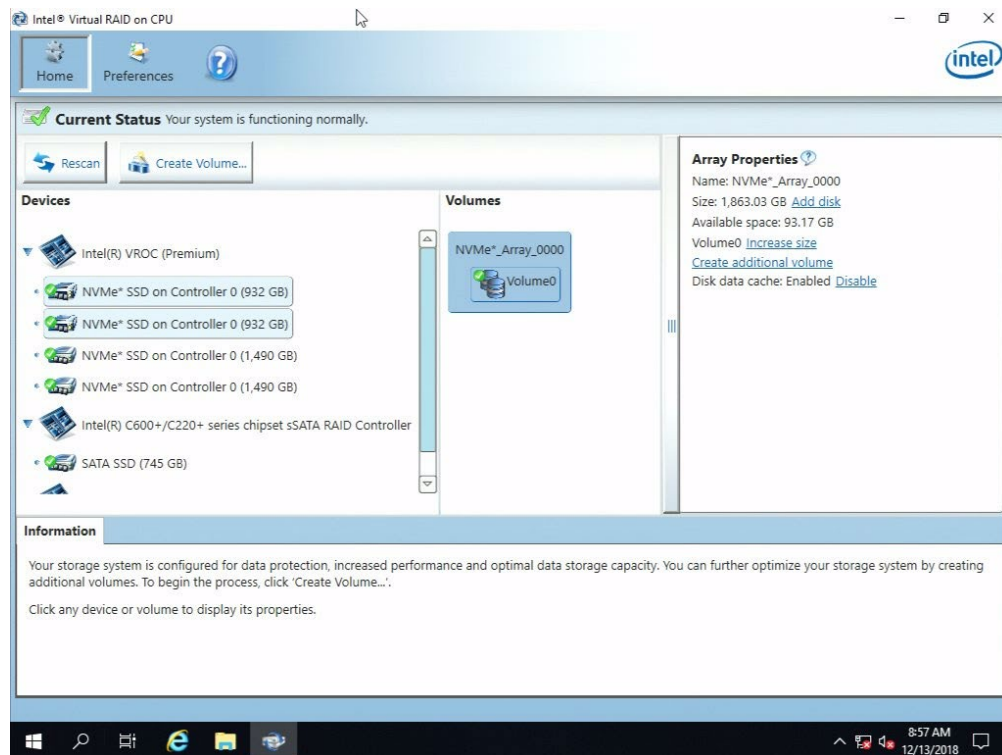 Intel® Virtual RAID on CPU
Home
Preferences
?
intel
Current Status Your system is functioning normally.
Rescan
Create Volume...
Devices
Intel(R) VROC (Premium)
NVMe* SSD on Controller 0 (932 GB)
NVMe* SSD on Controller 0 (932 GB)
NVMe* SSD on Controller 0 (1,490 GB)
NVMe* SSD on Controller 0 (1,490 GB)
Intel(R) C600+/C220+ series chipset sSATA RAID Controller
SATA SSD (745 GB)
Volumes
NVMe*_Array_0000
Volume0
Array Properties ?
Name: NVMe*_Array_0000
Size: 1,863.03 GB Add disk
Available space: 93.17 GB
Volume0 Increase size
Create additional volume
Disk data cache: Enabled Disable
Information
Your storage system is configured for data protection, increased performance and optimal data storage capacity. You can further optimize your storage system by creating
additional volumes. To begin the process, click 'Create Volume...'.
Click any device or volume to display its properties.
8:57 AM
12/13/2018